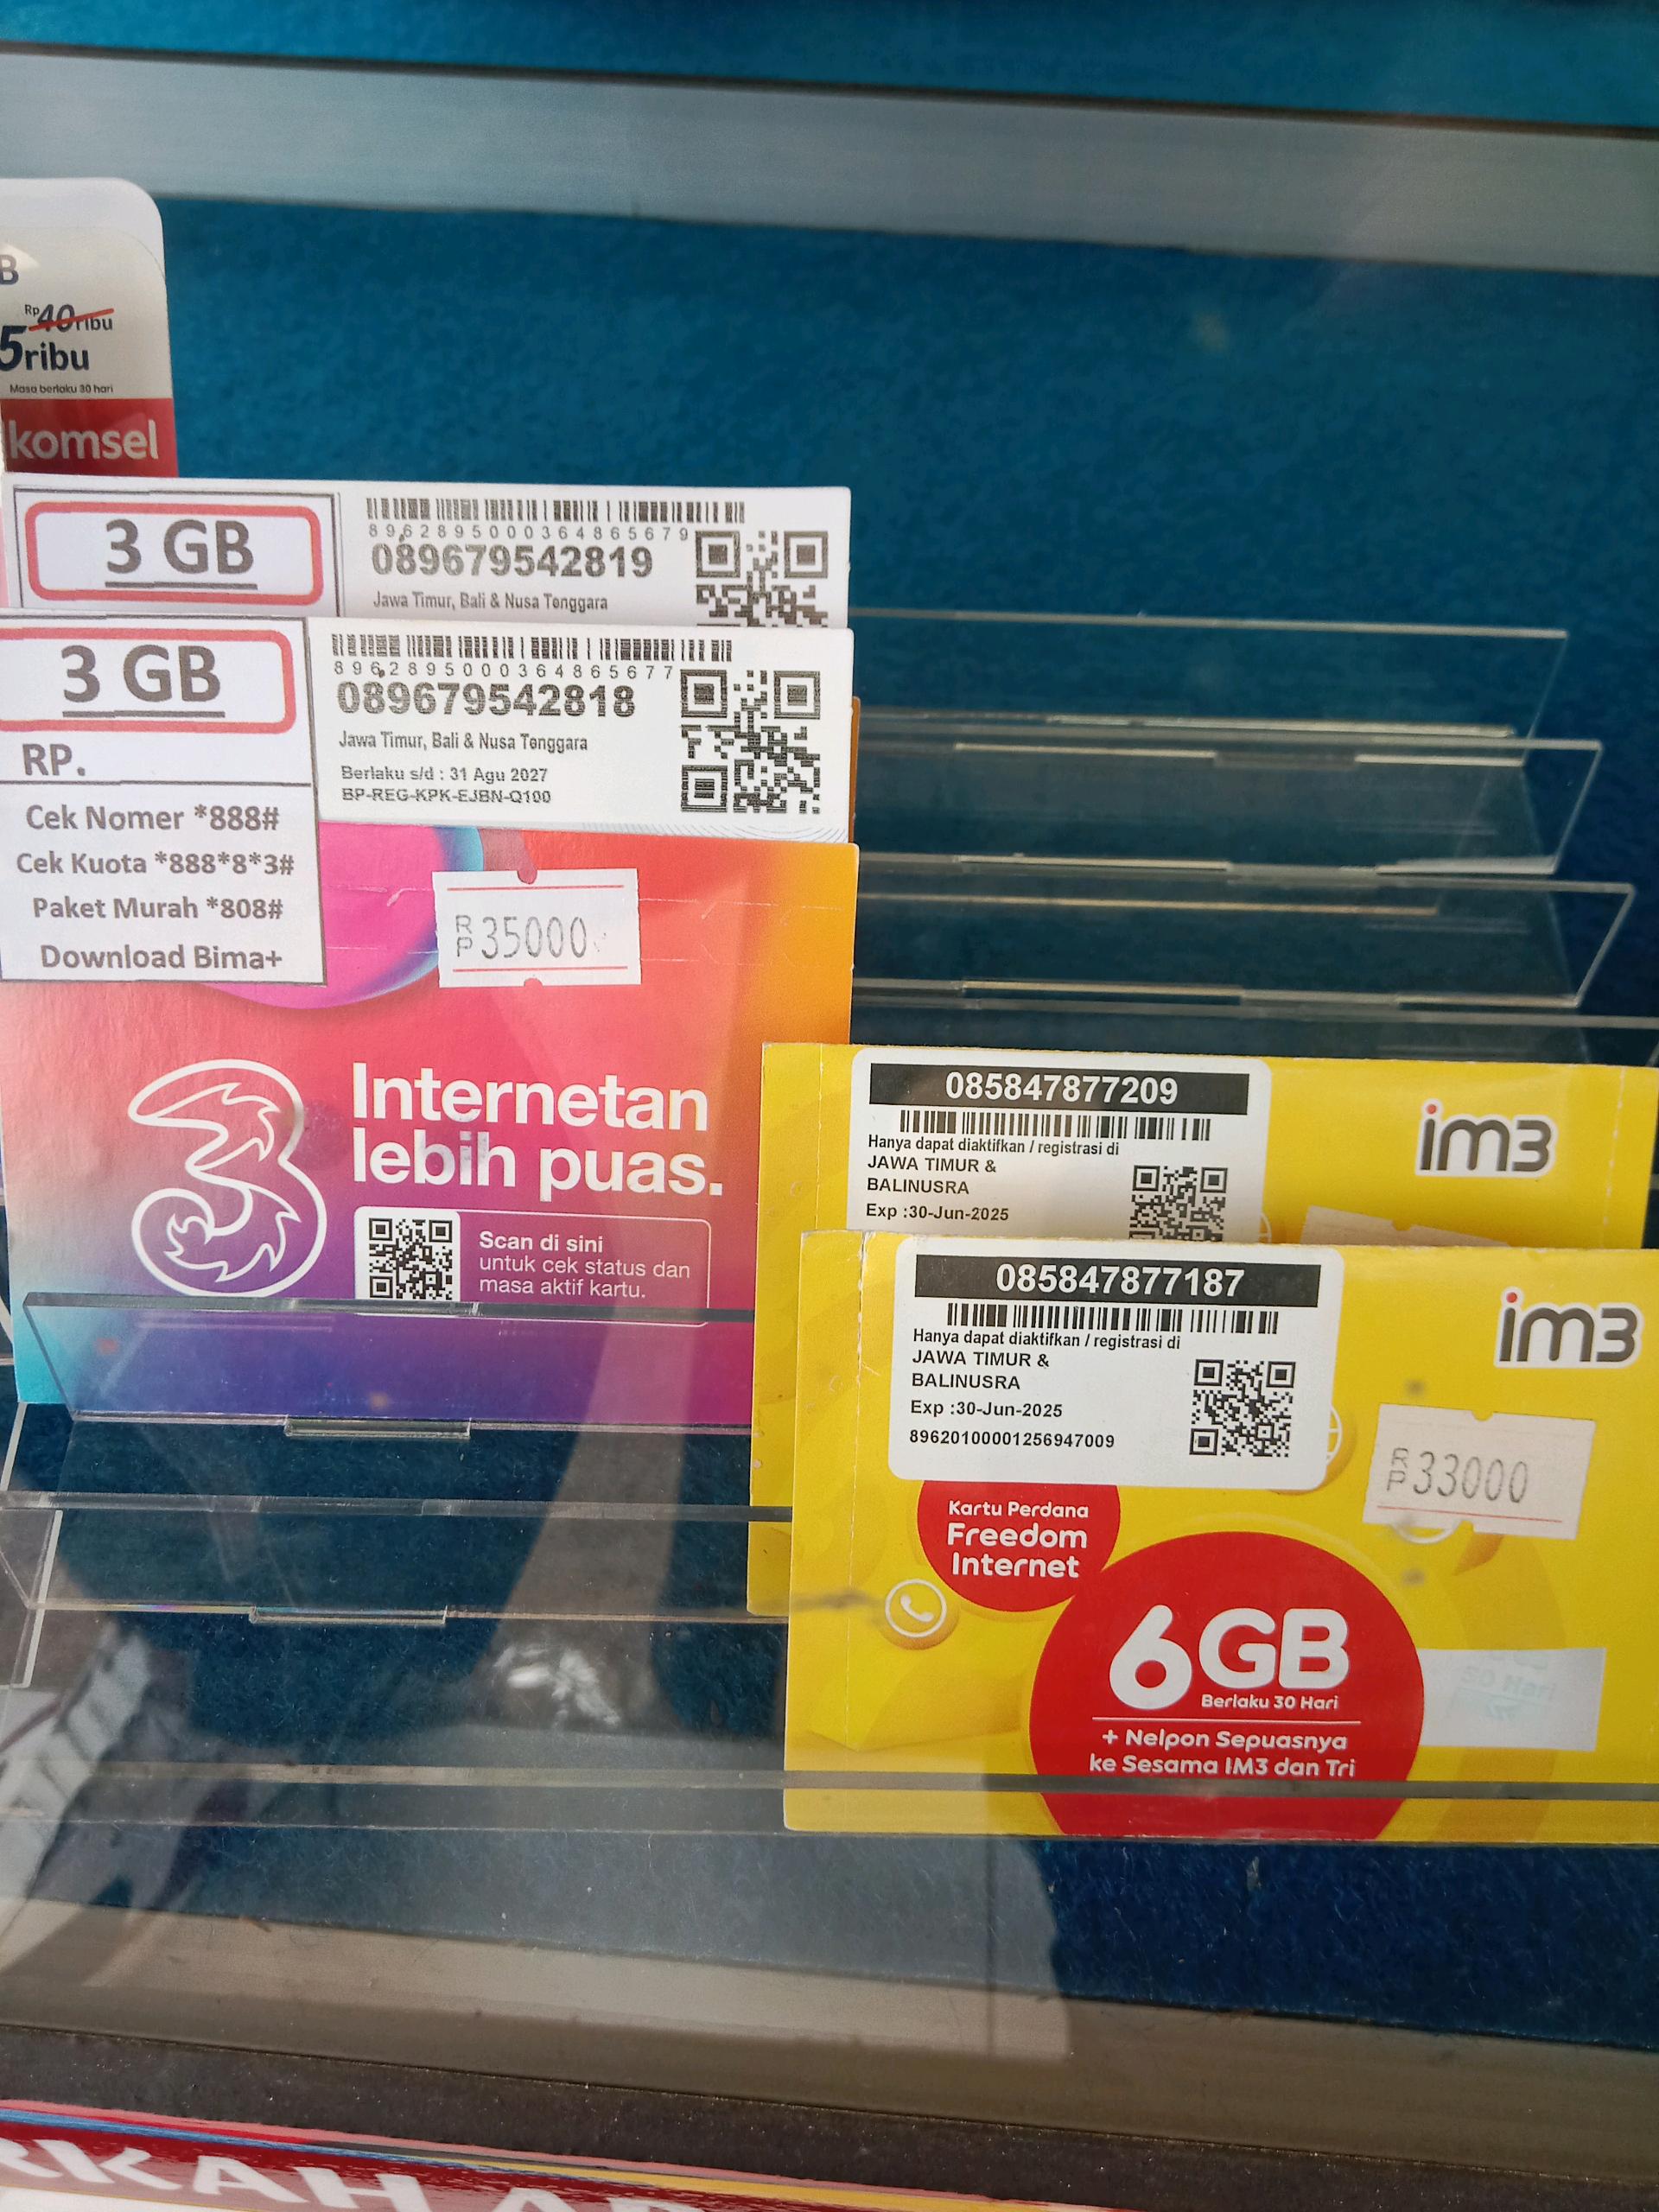 B
Rp40ribu
5ribu
Masa berlaku 30 hari
komsel
3 GB
8962895000364865679
089679542819
Jawa Timur, Bali & Nusa Tenggara
3 GB
RP.
Cek Nomer *888#
Cek Kuota *888*8*3#
Paket Murah *808#
Download Bima+
8962895000364865677
089679542818
Jawa Timur, Bali & Nusa Tenggara
Berlaku s/d : 31 Agu 2027
BP-REG-KPK-EJBN-Q100
RP 35000
3
Internetan
lebih puas.
Scan di sini
untuk cek status dan
masa aktif kartu.
085847877209
Hanya dapat diaktifkan / registrasi di
JAWA TIMUR &
BALINUSRA
Exp :30-Jun-2025
im3
085847877187
Hanya dapat diaktifkan / registrasi di
JAWA TIMUR &
BALINUSRA
Exp :30-Jun-2025
89620100001256947009
im3
RP 33000
Kartu Perdana
Freedom
Internet
6GB
Berlaku 30 Hari
+ Nelpon Sepuasnya
ke Sesama IM3 dan Tri